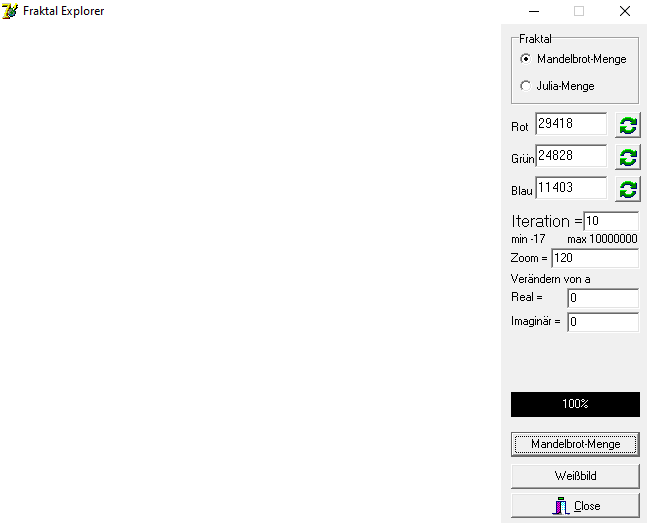 Fraktal Explorer
Fraktal
Mandelbrot-Menge
Julia-Menge
Rot 29418
Grün 24828
Blau 11403
Iteration = 10
min -17 max 10000000
Zoom = 120
Verändern von a
Real = 0
Imaginär = 0
100%
Mandelbrot-Menge
Weißbild
Close